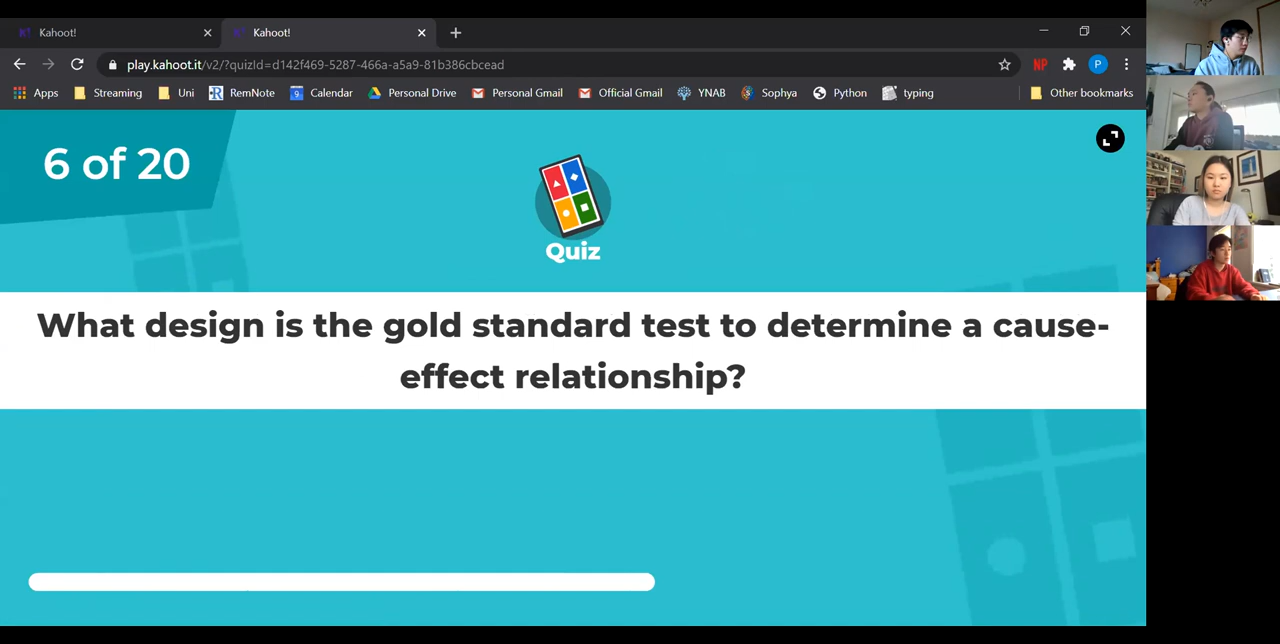 Kahoot!
Kahoot!
play.kahoot.it/v2/?quizId=d142f469-5287-466a-a5a9-81b386cbcead
NP
P
Apps Streaming Uni RemNote Calendar Personal Drive Personal Gmail Official Gmail YNAB Sophya Python typing Other bookmarks
6 of 20
Quiz
What design is the gold standard test to determine a cause-
effect relationship?